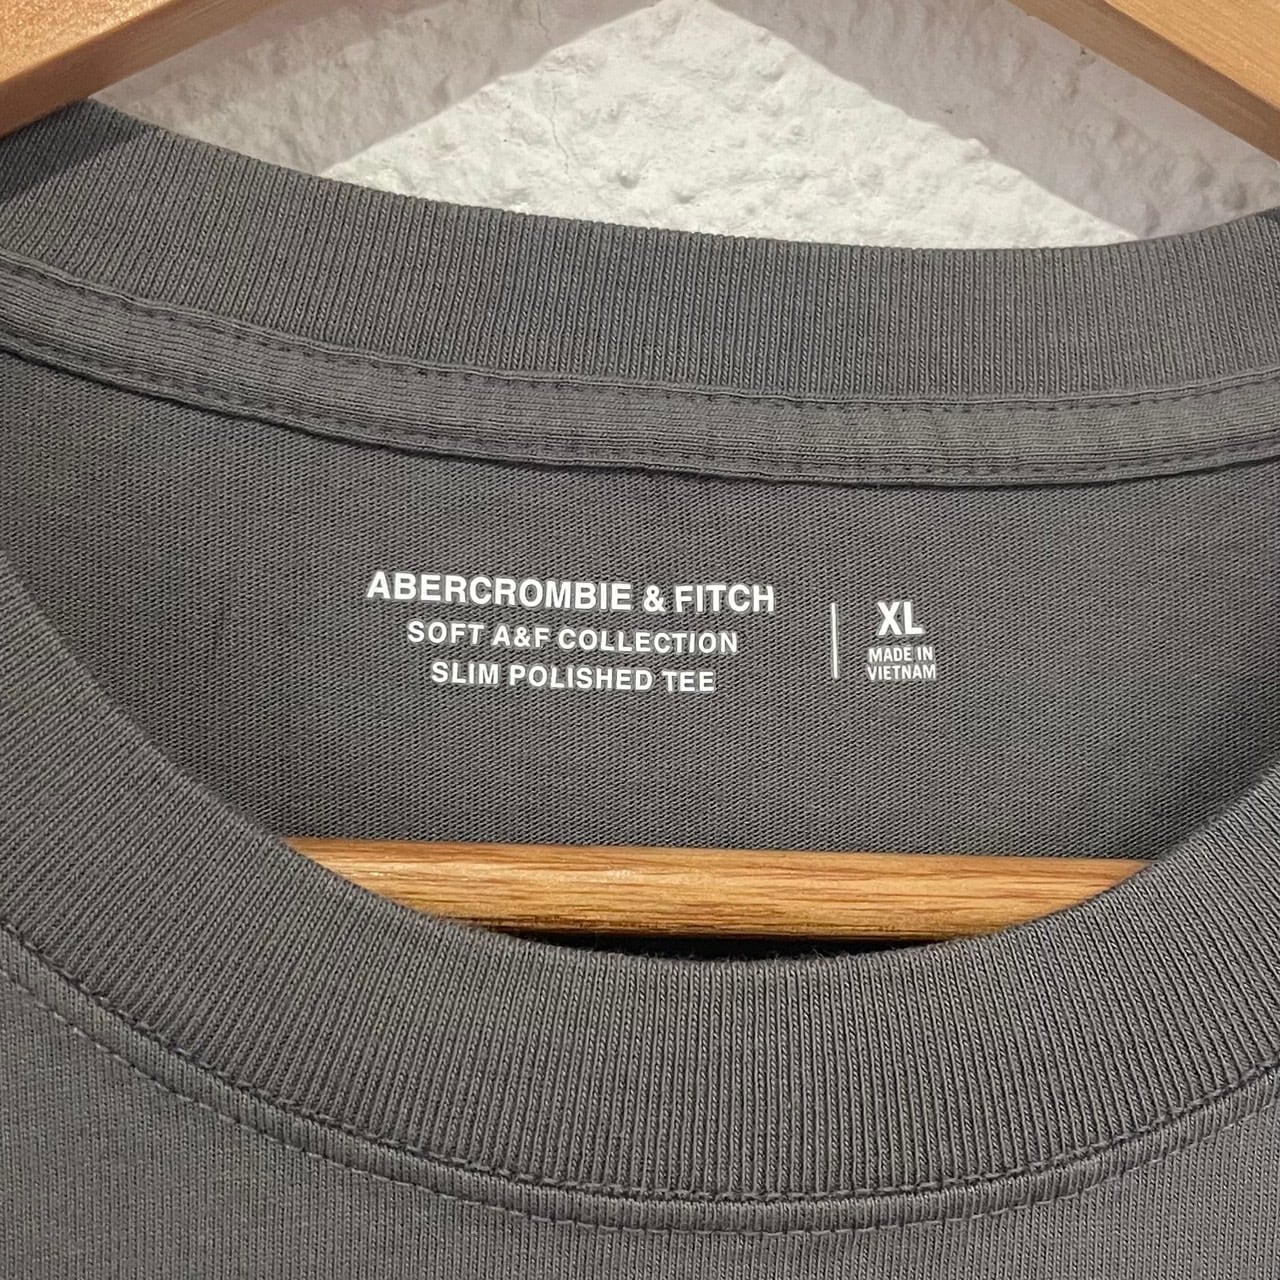 ABERCROMBIE & FITCH
SOFT A&F COLLECTION
SLIM POLISHED TEE
XL
MADE IN
VIETNAM